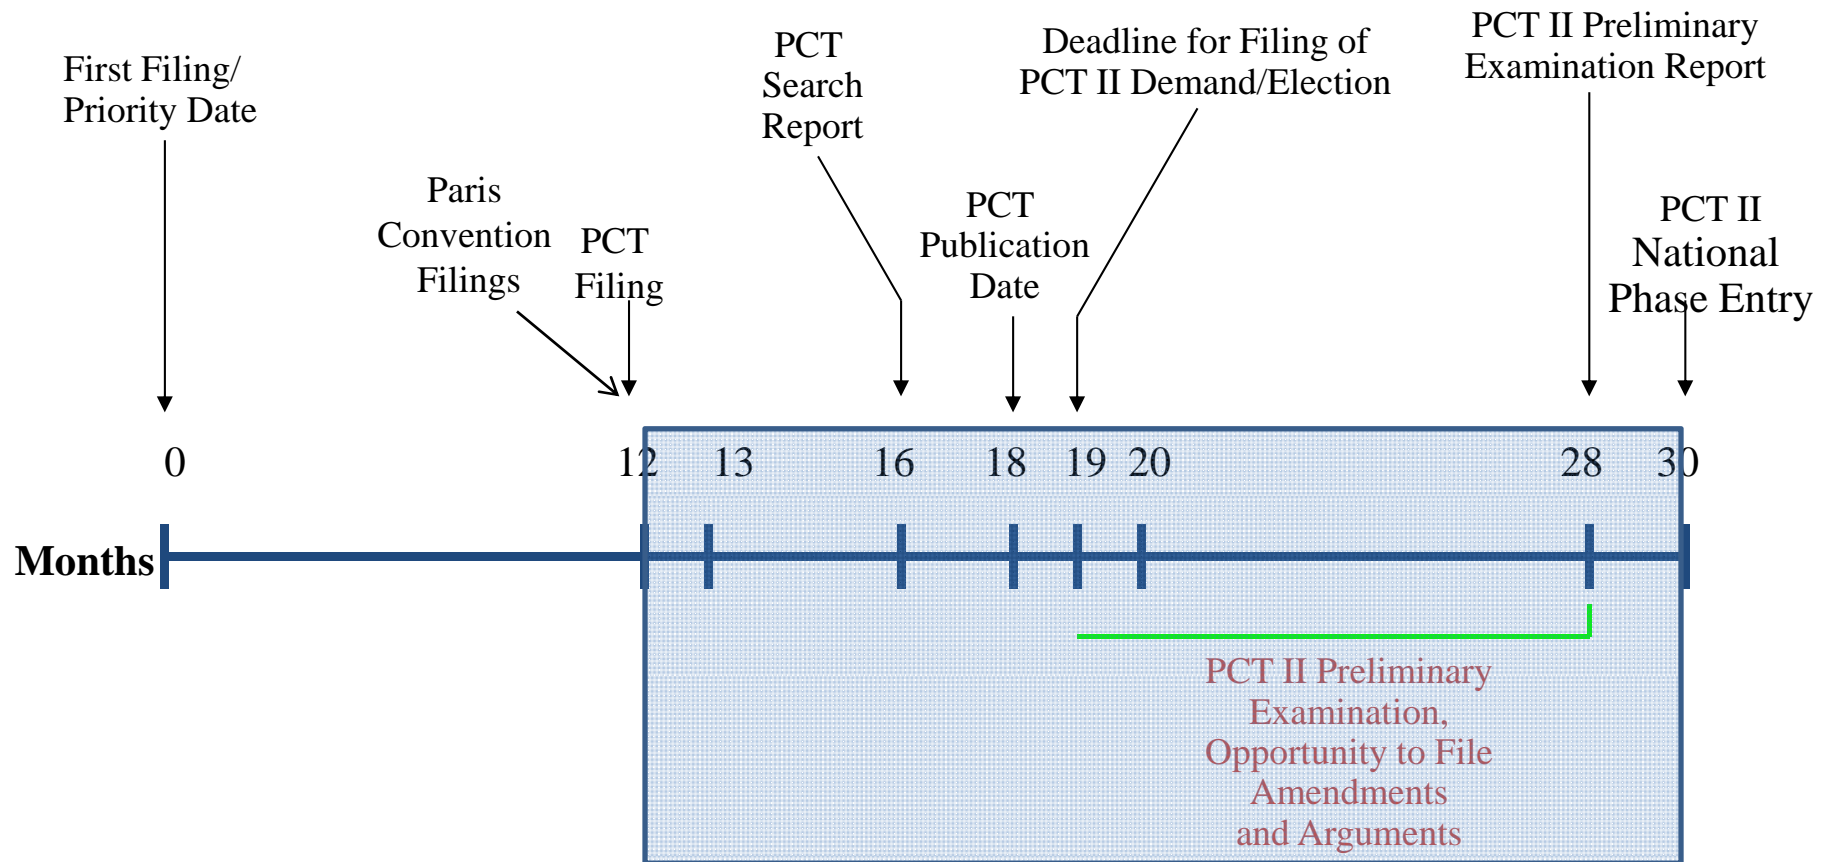 First Filing/
Priority Date
Paris
Convention
Filings
PCT
Filing
PCT
Search
Report
PCT
Publication
Date
Deadline for Filing of
PCT II Demand/Election
PCT II Preliminary
Examination Report
PCT II
National
Phase Entry
0 12 13 16 18 19 20 28 30
Months
PCT II Preliminary
Examination,
Opportunity to File
Amendments
and Arguments